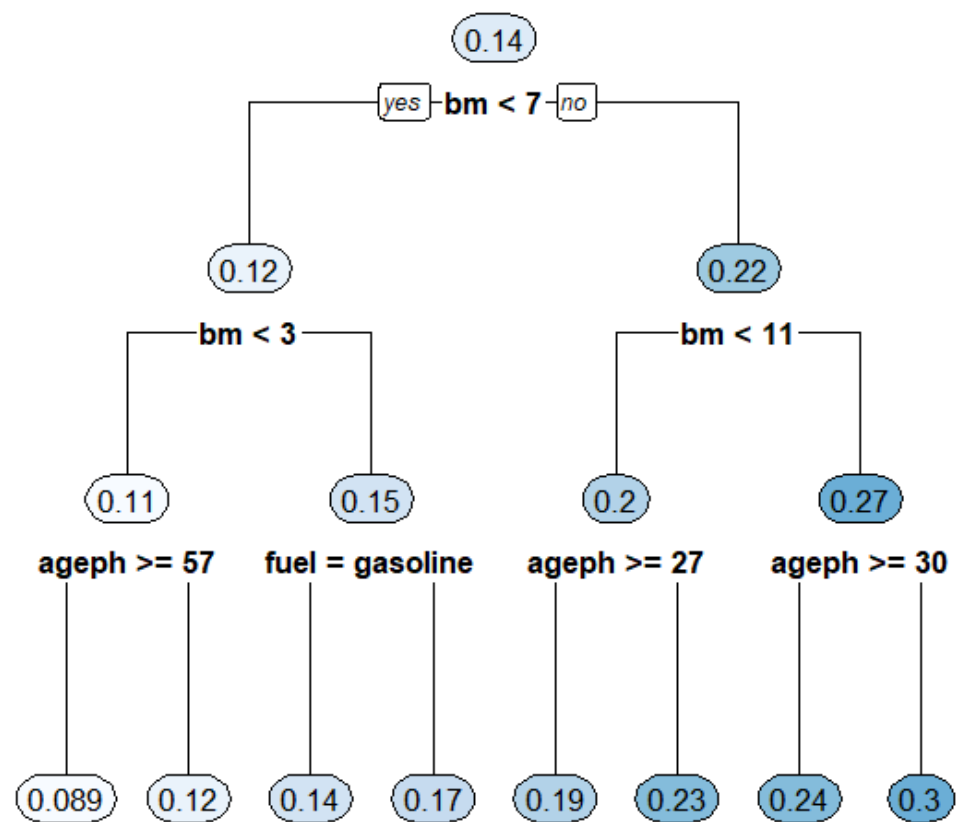 0.14
yes bm < 7 no
0.12 0.22
bm < 3 bm < 11
0.11 0.15 0.2 0.27
ageph >= 57 fuel = gasoline ageph >= 27 ageph >= 30
0.089 0.12 0.14 0.17 0.19 0.23 0.24 0.3